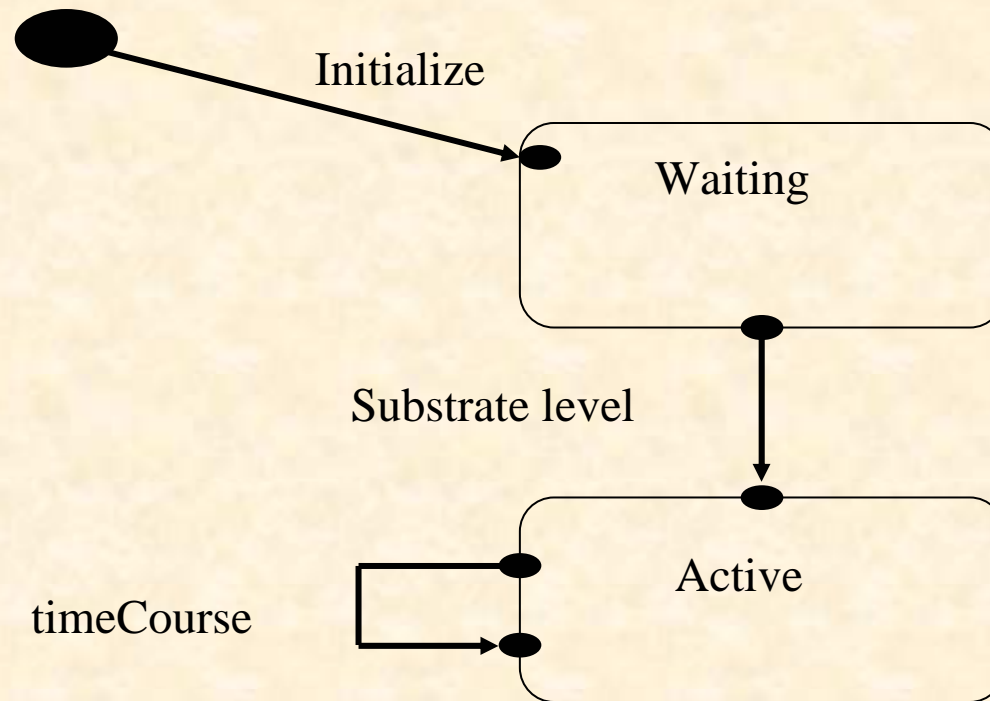 Initialize
Waiting
Substrate level
Active
timeCourse